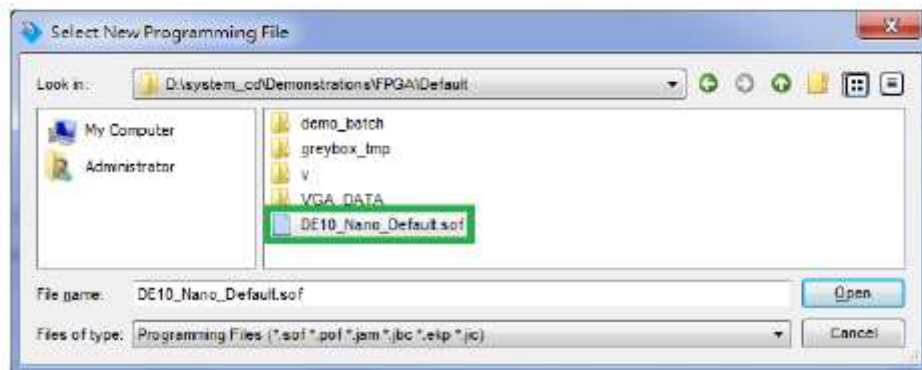 Select New Programming File
Look in: D:\system_cd\Demonstrations\FPGA\Default
My Computer
Administrator
demo_batch
greybox_tmp
v
VGA_DATA
DE10_Nano_Default.sof
File name: DE10_Nano_Default.sof Open
Files of type: Programming Files (*.sof *.pof *.jam *.jbc *.ekp *.jic) Cancel